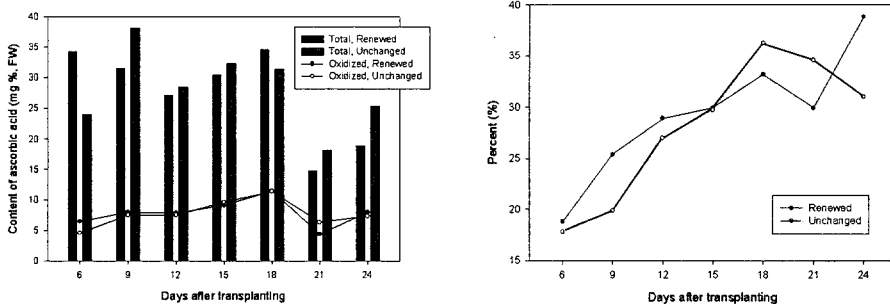 Content of ascorbic acid (mg %, FW)
40
35
30
25
20
15
10
5
0
Total, Renewed
Total, Unchanged
Oxidized, Renewed
Oxidized, Unchanged
6 9 12 15 18 21 24
Days after transplanting
Percent (%)
40
35
30
25
20
15
Renewed
Unchanged
6 9 12 15 18 21 24
Days after transplanting